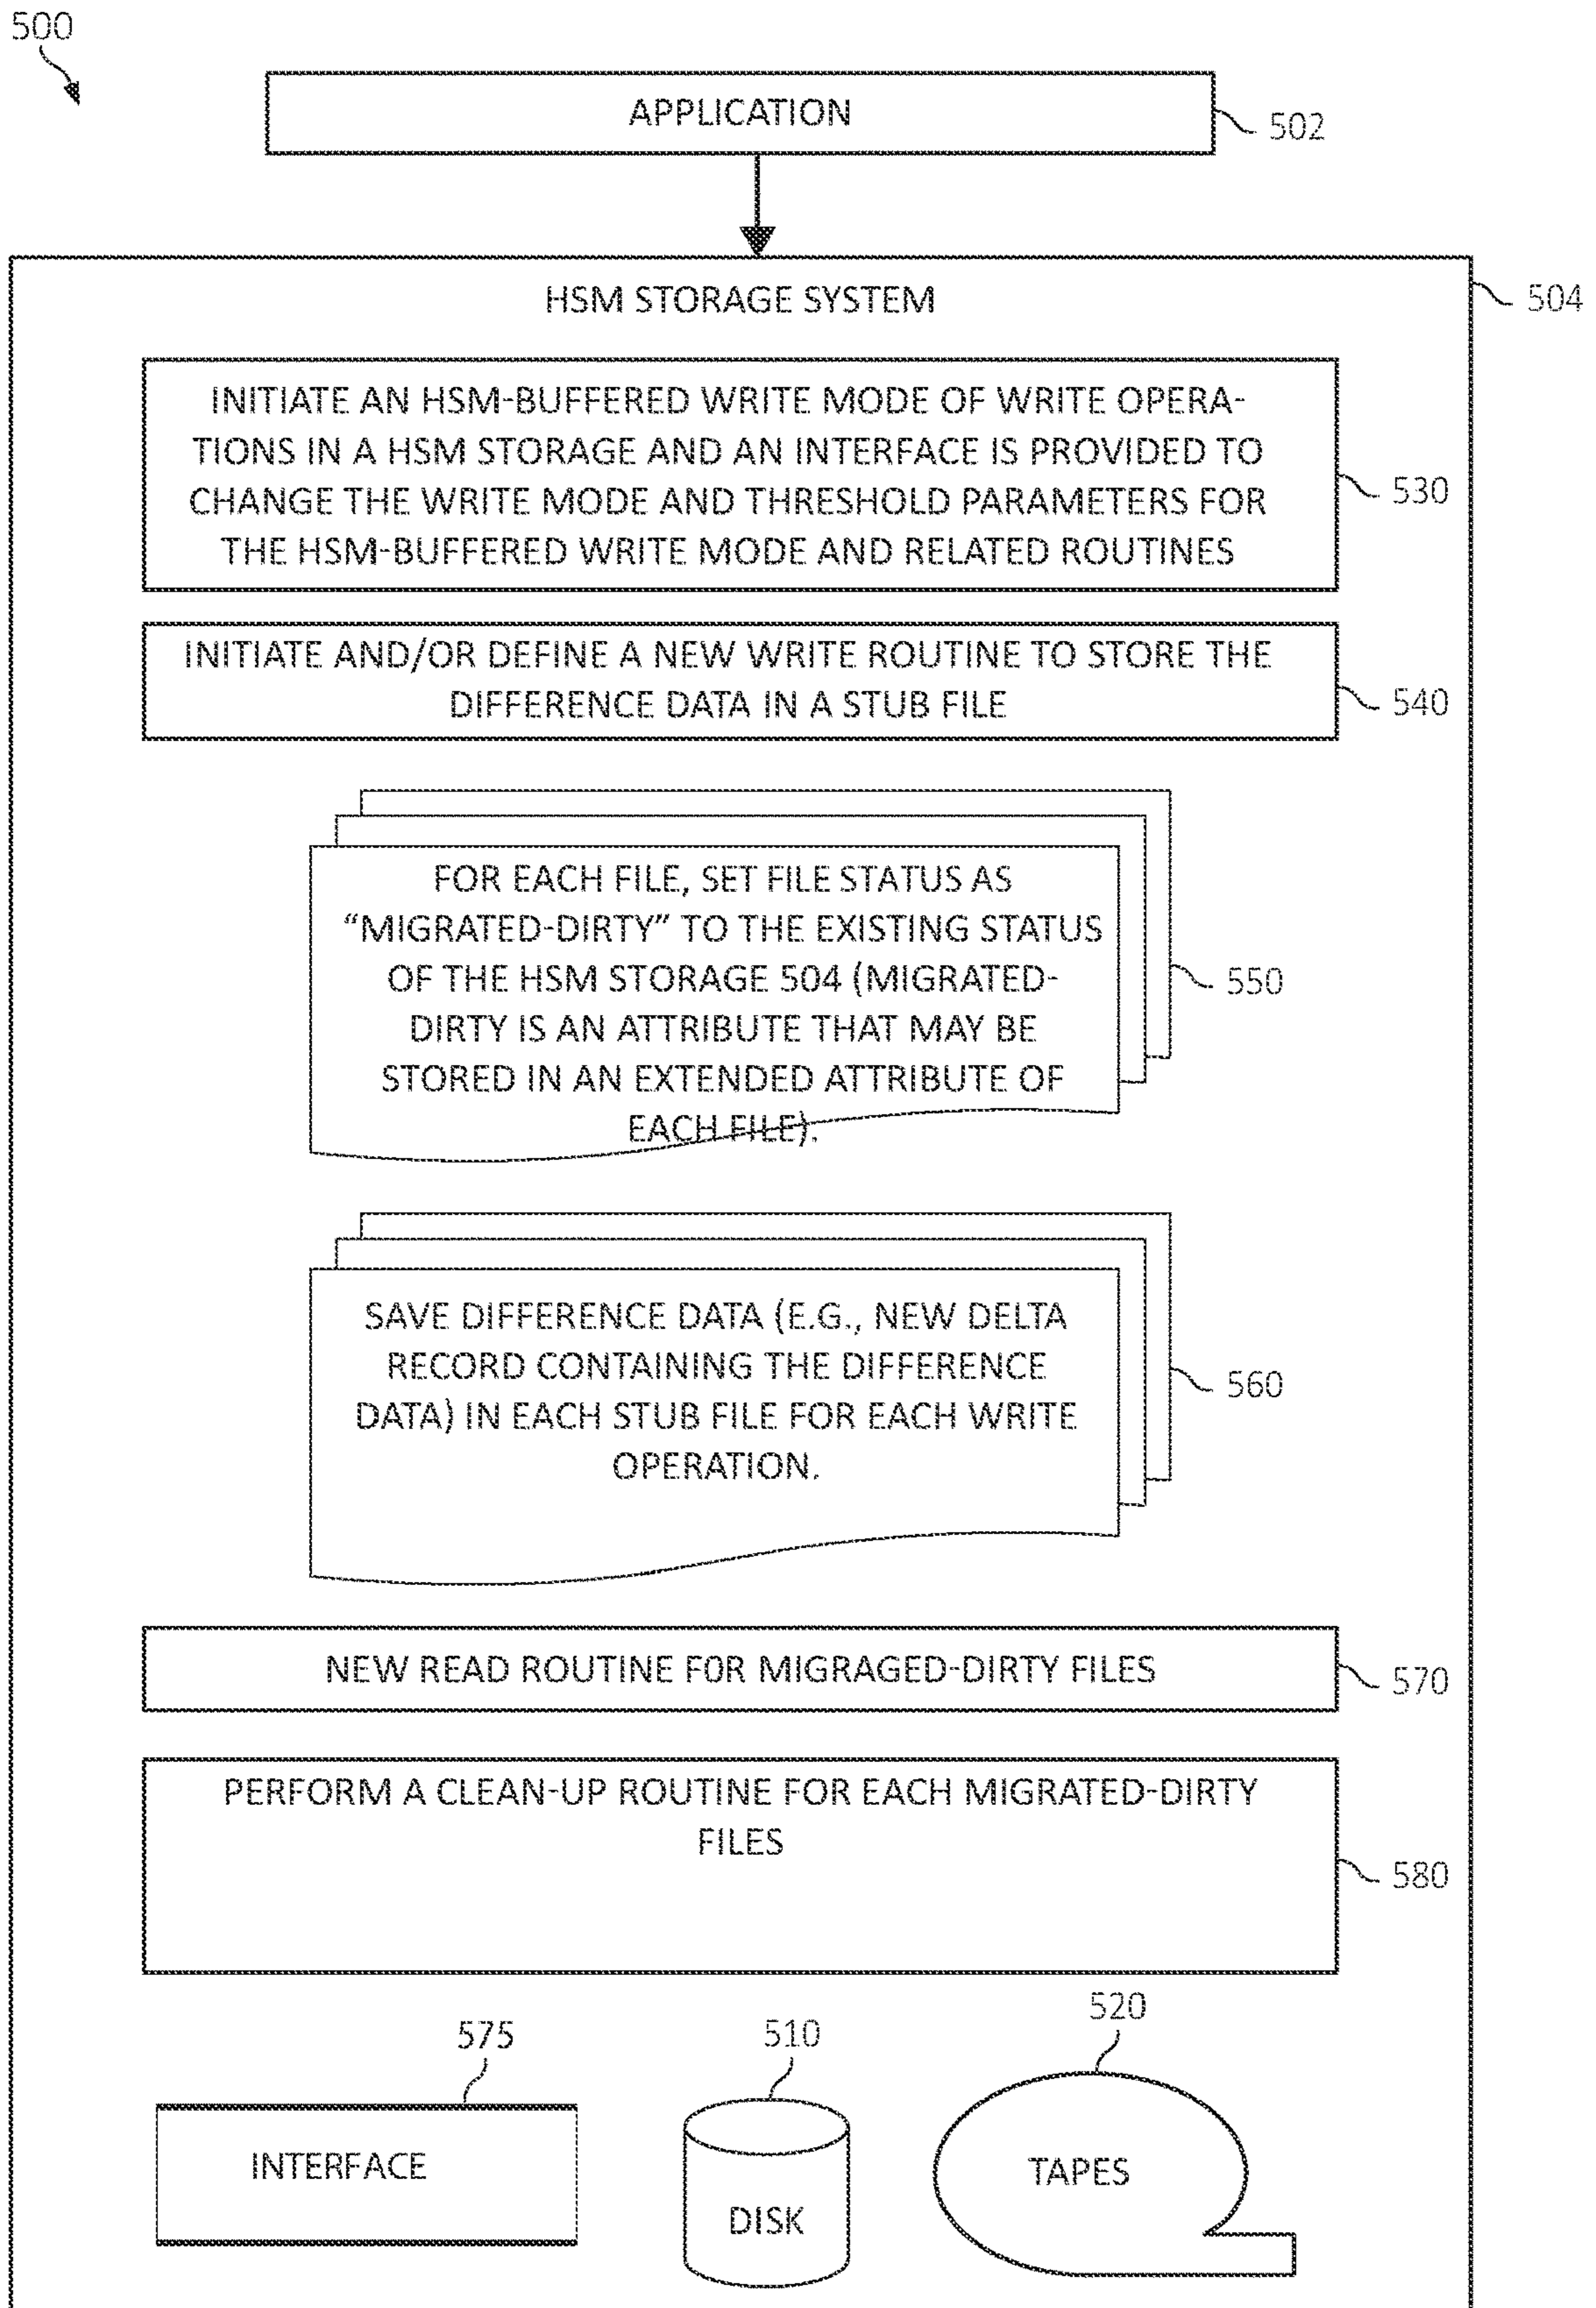 500
APPLICATION
502
HSM STORAGE SYSTEM
504
INITIATE AN HSM-BUFFERED WRITE MODE OF WRITE OPERA-
TIONS IN A HSM STORAGE AND AN INTERFACE IS PROVIDED TO
CHANGE THE WRITE MODE AND THRESHOLD PARAMETERS FOR
THE HSM-BUFFERED WRITE MODE AND RELATED ROUTINES
530
INITIATE AND/OR DEFINE A NEW WRITE ROUTINE TO STORE THE
DIFFERENCE DATA IN A STUB FILE
540
FOR EACH FILE, SET FILE STATUS AS
“MIGRATED-DIRTY” TO THE EXISTING STATUS
OF THE HSM STORAGE 504 (MIGRATED-
DIRTY IS AN ATTRIBUTE THAT MAY BE
STORED IN AN EXTENDED ATTRIBUTE OF
EACH FILE).
550
SAVE DIFFERENCE DATA (E.G., NEW DELTA
RECORD CONTAINING THE DIFFERENCE
DATA) IN EACH STUB FILE FOR EACH WRITE
OPERATION.
560
NEW READ ROUTINE FOR MIGRAGED-DIRTY FILES
570
PERFORM A CLEAN-UP ROUTINE FOR EACH MIGRATED-DIRTY
FILES
580
575
INTERFACE
510
DISK
520
TAPES